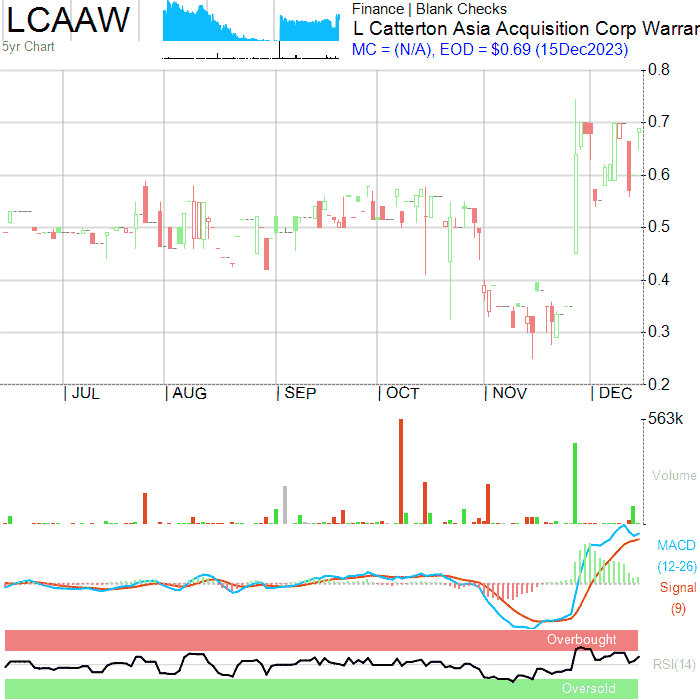 LCAAW
5yr Chart
Finance | Blank Checks
L Catterton Asia Acquisition Corp Warrar
MC = (N/A), EOD = $0.69 (15Dec2023)
0.8
0.7
0.6
0.5
0.4
0.3
0.2
JUL AUG SEP OCT NOV DEC
563k
Volume
MACD
(12-26)
Signal
(9)
Overbought
RSI(14)
Oversold